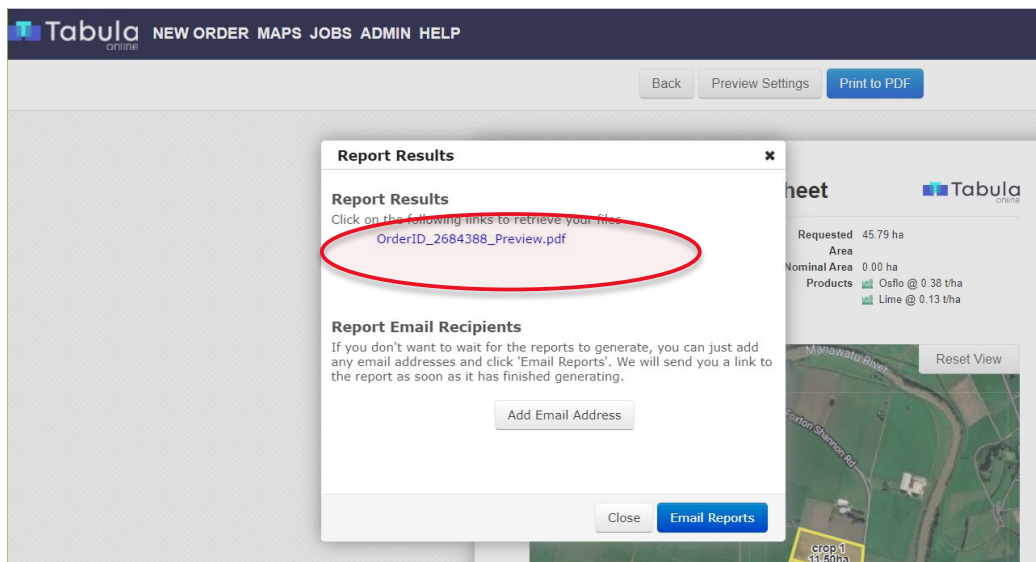 Tabula
online
NEW ORDER MAPS JOBS ADMIN HELP
Back
Preview Settings
Print to PDF
Report Results
Report Results
Click on the following links to retrieve your files
OrderID_2684388_Preview.pdf
Report Email Recipients
If you don't want to wait for the reports to generate, you can just add
any email addresses and click 'Email Reports'. We will send you a link to
the report as soon as it has finished generating.
Add Email Address
Close
Email Reports
heet
Tabula
online
Requested 45.79 ha
Area
Nominal Area 0.00 ha
Products Osflo @ 0.38 t/ha
Lime @ 0.13 t/ha
Manawatu River
Reset View
Foxton Shannon Rd
crop 1
11.50ha